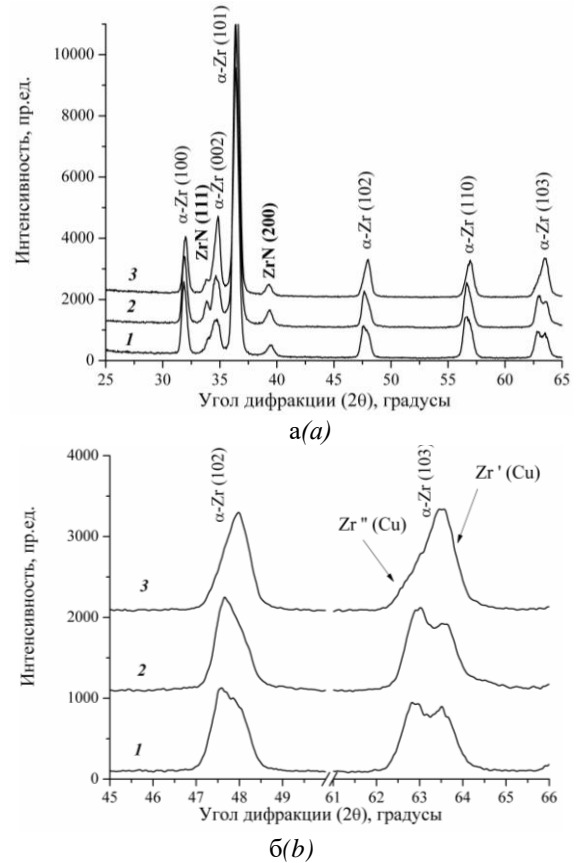 α-Zr (100)
ZrN (111)
α-Zr (002)
α-Zr (101)
ZrN (200)
α-Zr (102)
α-Zr (110)
α-Zr (103)
Интенсивность, пр.ед.
10000
8000
6000
4000
2000
0
3
2
1
25 30 35 40 45 50 55 60 65
Угол дифракции (2θ), градусы
а(a)
α-Zr (102)
α-Zr (103)
Zr " (Cu)
Zr ' (Cu)
Интенсивность, пр.ед.
4000
3000
2000
1000
0
3
2
1
45 46 47 48 49 61 62 63 64 65 66
Угол дифракции (2θ), градусы
б(b)